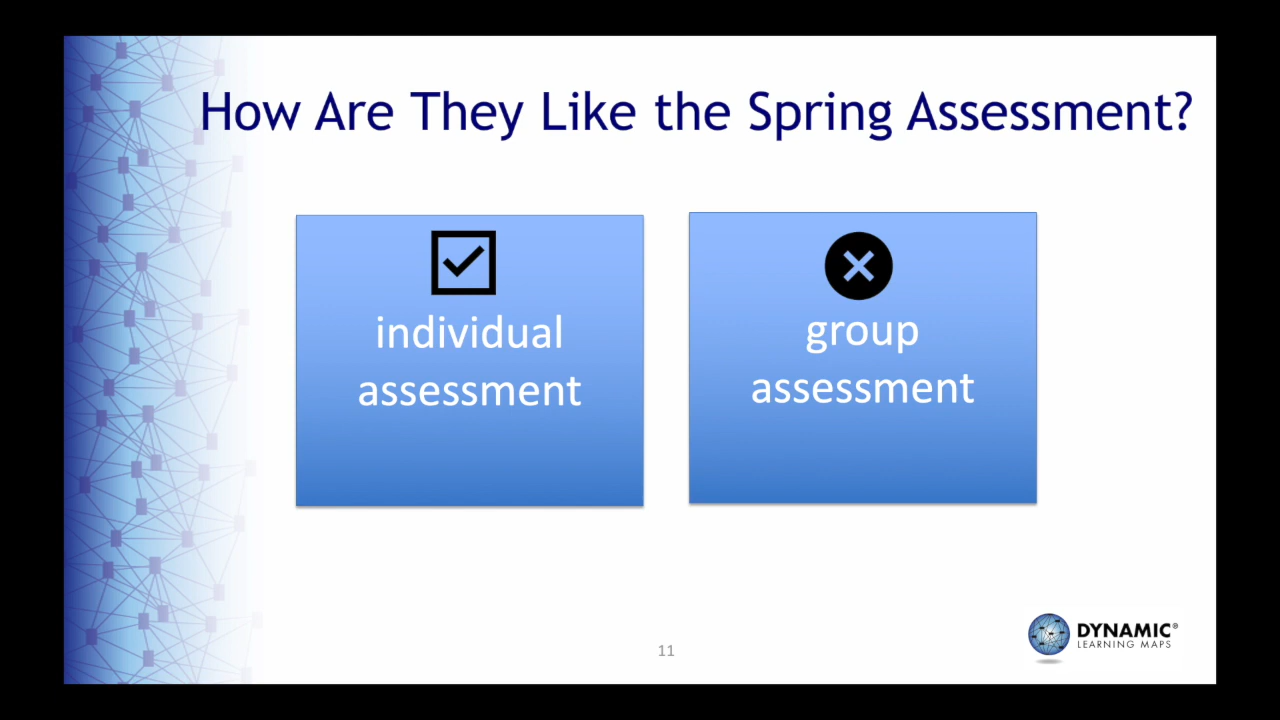 How Are They Like the Spring Assessment?
individual
assessment
group
assessment
11
DYNAMIC®
LEARNING MAPS